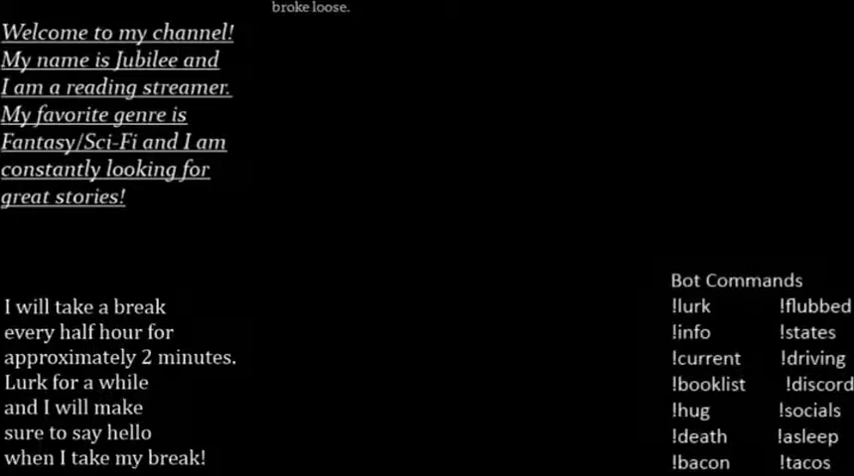 broke loose.
Welcome to my channel!
My name is Jubilee and
I am a reading streamer.
My favorite genre is
Fantasy/Sci-Fi and I am
constantly looking for
great stories!
I will take a break
every half hour for
approximately 2 minutes.
Lurk for a while
and I will make
sure to say hello
when I take my break!
Bot Commands
!lurk !flubbed
!info !states
!current !driving
!booklist !discord
!hug !socials
!death !asleep
!bacon !tacos